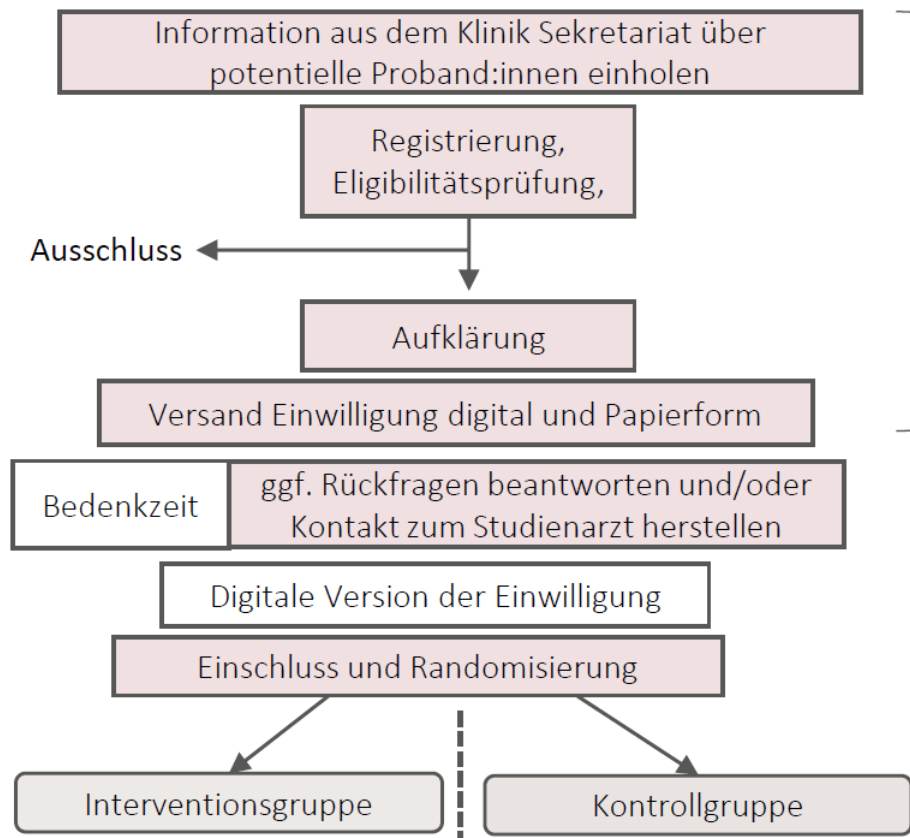 Information aus dem Klinik Sekretariat über
potentielle Proband:innen einholen
Registrierung,
Eligibilitätsprüfung,
Ausschluss
Aufklärung
Versand Einwilligung digital und Papierform
Bedenkzeit
ggf. Rückfragen beantworten und/oder
Kontakt zum Studienarzt herstellen
Digitale Version der Einwilligung
Einschluss und Randomisierung
Interventionsgruppe
Kontrollgruppe